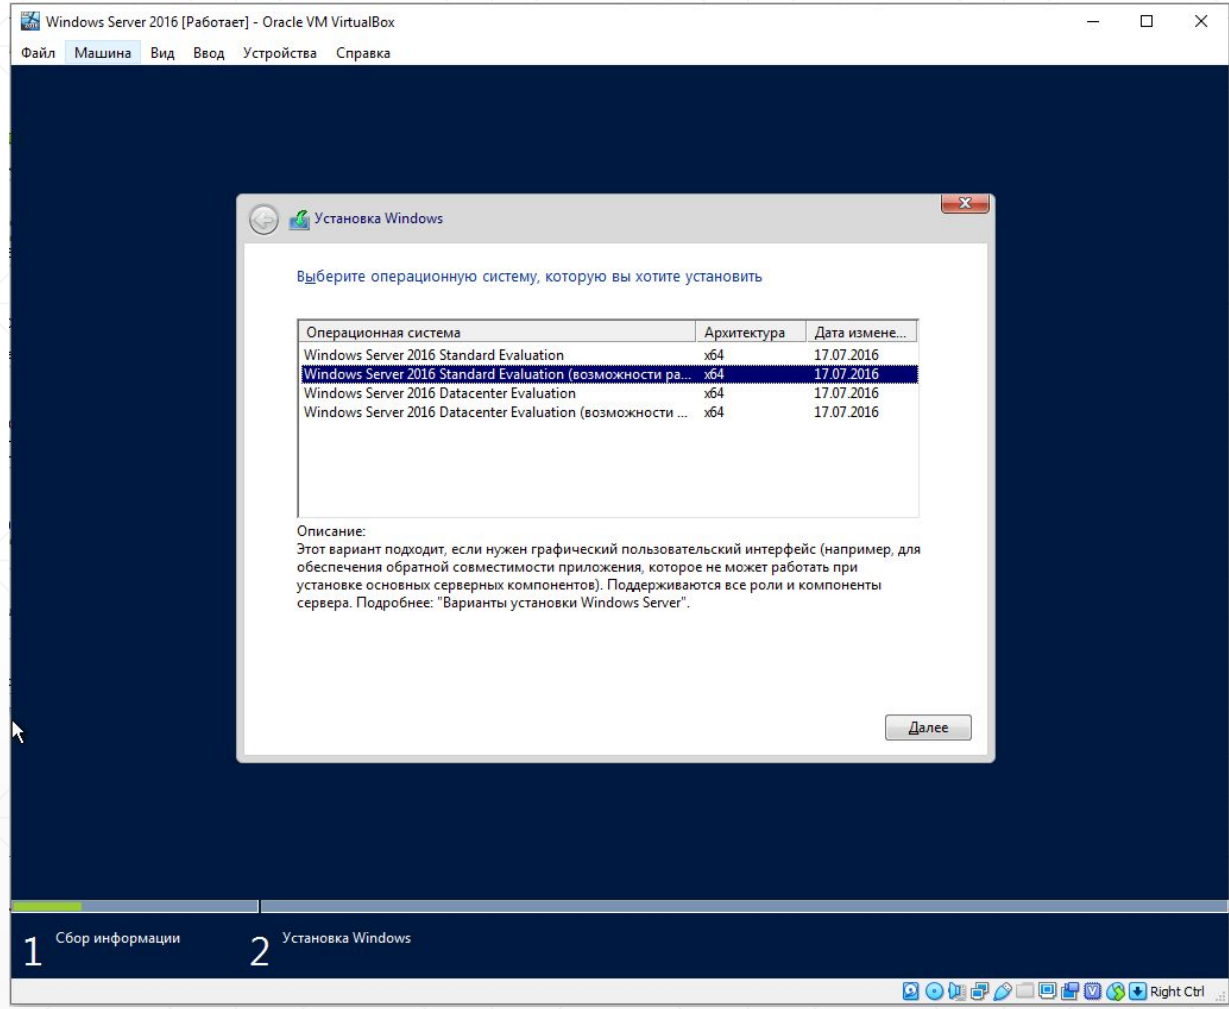 Windows Server 2016 [Работает] - Oracle VM VirtualBox
Файл Машина Вид Ввод Устройства Справка
Установка Windows
Выберите операционную систему, которую вы хотите установить
Операционная система Архитектура Дата измене...
Windows Server 2016 Standard Evaluation x64 17.07.2016
Windows Server 2016 Standard Evaluation (возможности ра... x64 17.07.2016
Windows Server 2016 Datacenter Evaluation x64 17.07.2016
Windows Server 2016 Datacenter Evaluation (возможности ... x64 17.07.2016
Описание:
Этот вариант подходит, если нужен графический пользовательский интерфейс (например, для
обеспечения обратной совместимости приложения, которое не может работать при
установке основных серверных компонентов). Поддерживаются все роли и компоненты
сервера. Подробнее: "Варианты установки Windows Server".
Далее
1 Сбор информации 2 Установка Windows
Right Ctrl